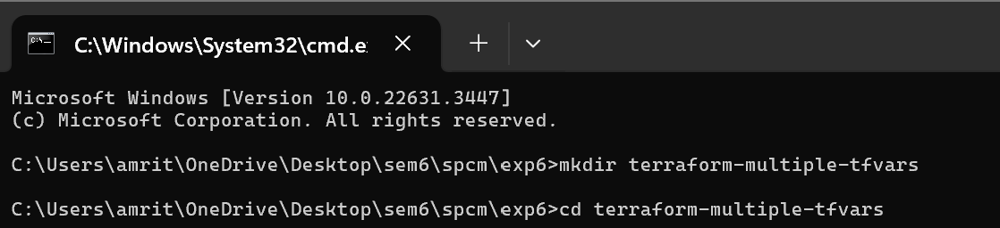 C:\Windows\System32\cmd.e
Microsoft Windows [Version 10.0.22631.3447]
(c) Microsoft Corporation. All rights reserved.
C:\Users\amrit\OneDrive\Desktop\sem6\spcm\exp6>mkdir terraform-multiple-tfvars
C:\Users\amrit\OneDrive\Desktop\sem6\spcm\exp6>cd terraform-multiple-tfvars